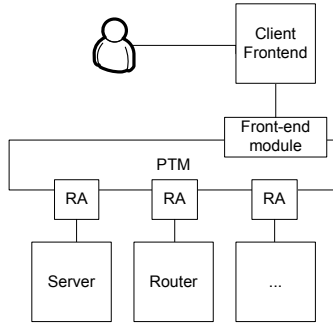 Client
Frontend
Front-end
module
PTM
RA
RA
RA
Server
Router
...